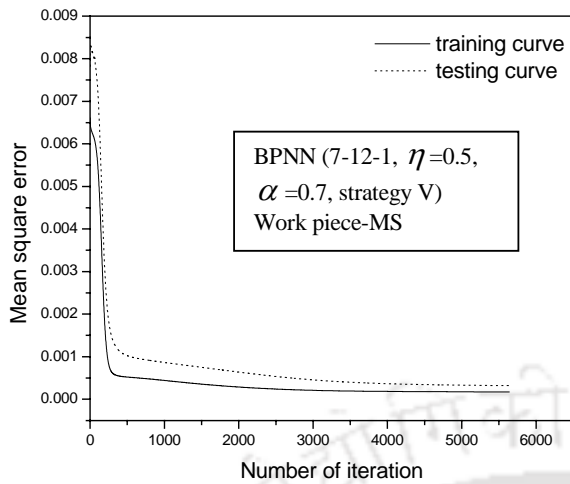 0.009
0.008
0.007
0.006
0.005
0.004
0.003
0.002
0.001
0.000
Mean square error
training curve
testing curve
BPNN (7-12-1, η=0.5,
α=0.7, strategy V)
Work piece-MS
0 1000 2000 3000 4000 5000 6000
Number of iteration